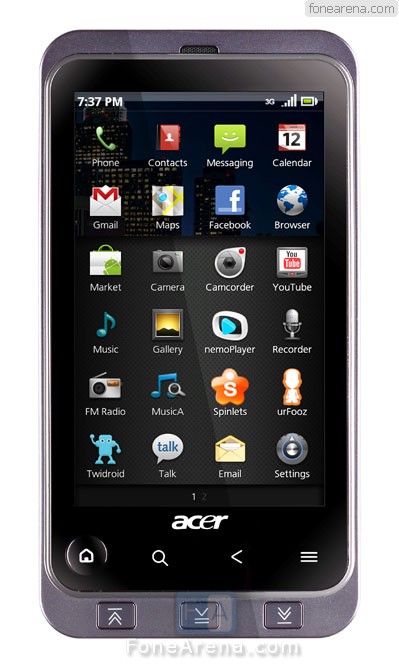 fonearena.com
7:37 PM 3G
Phone Contacts Messaging 12 Calendar
Gmail Maps Facebook Browser
You Tube
Market Camera Camcorder YouTube
Music Gallery nemoPlayer Recorder
S
FM Radio MusicA Spinlets urFooz
talk
Twidroid Talk Email Settings
1 2
acer
FoneArena.com